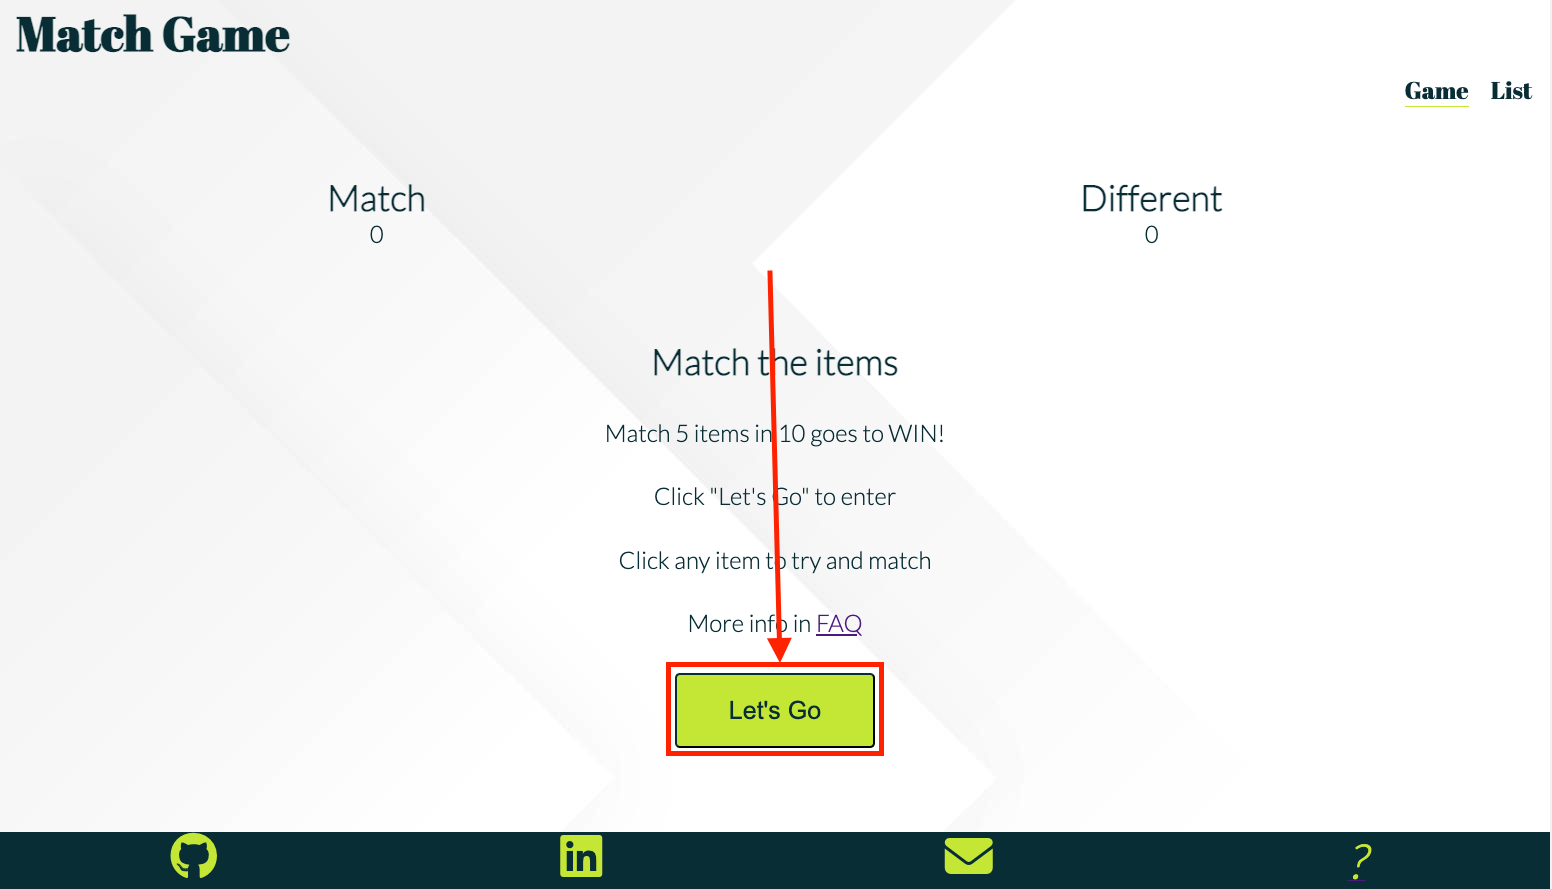 Match Game
Game List
Match Different
0 0
Match the items
Match 5 items in 10 goes to WIN!
Click "Let's Go" to enter
Click any item to try and match
More info in FAQ
Let's Go
in ?